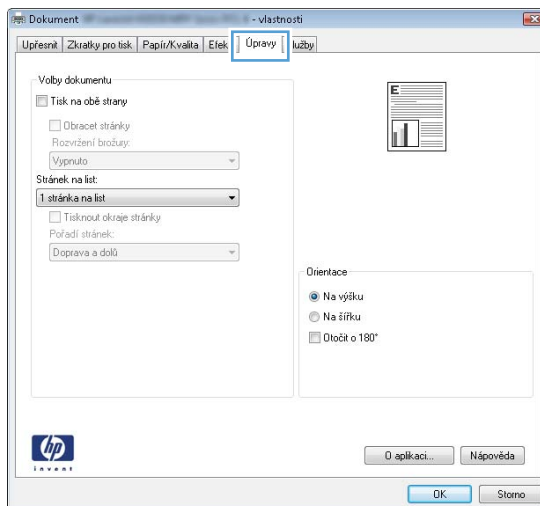 Dokument - vlastnosti
Upřesnit Zkratky pro tisk Papír/Kvalita Efek Úpravy lužby
Volby dokumentu
Tisk na obě strany
Obracet stránky
Rozvržení brožury:
Vypnuto
Stránek na list:
1 stránka na list
Tisknout okraje stránky
Pořadí stránek:
Doprava a dolů
E
Orientace
Na výšku
Na šířku
Otočit o 180°
hp
invent
O aplikaci... Nápověda
OK Storno